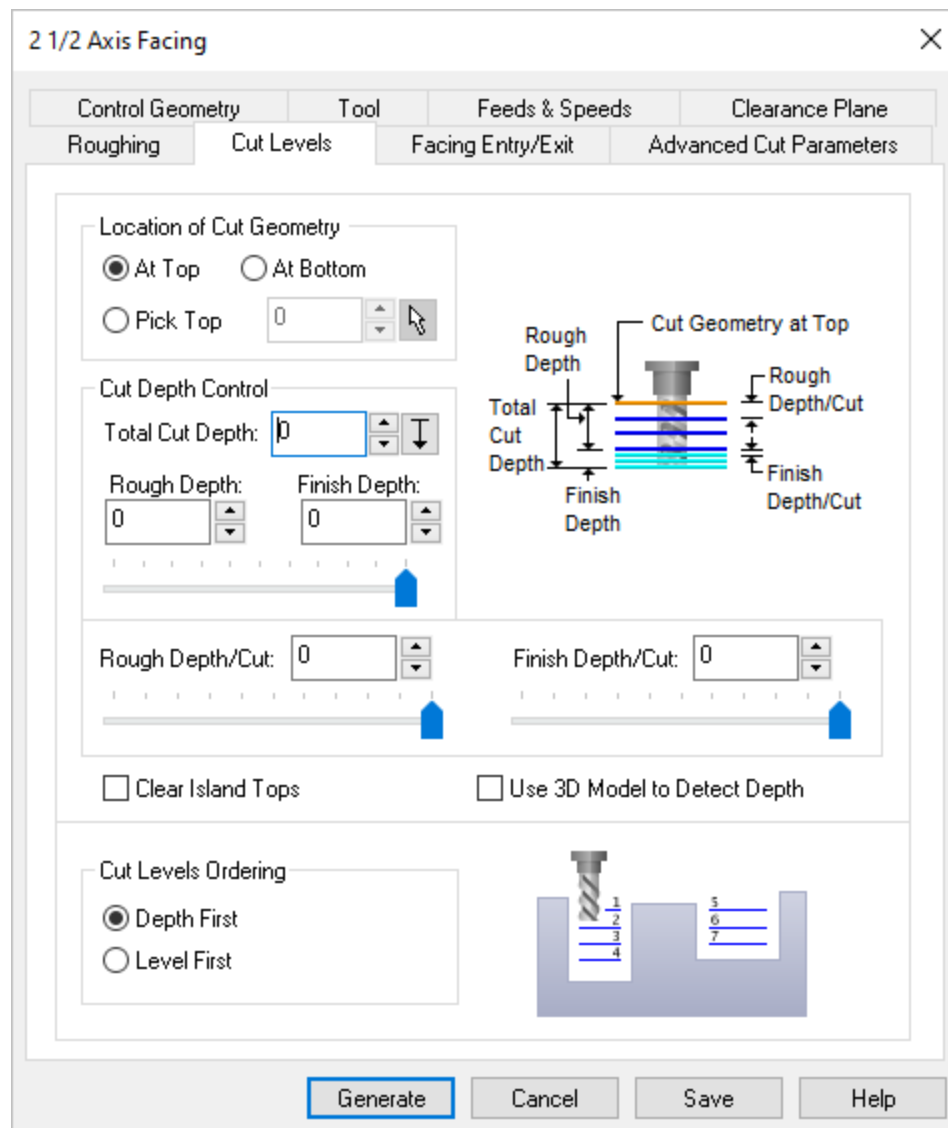 2 1/2 Axis Facing
Control Geometry Tool Feeds & Speeds Clearance Plane
Roughing Cut Levels Facing Entry/Exit Advanced Cut Parameters
Location of Cut Geometry
At Top At Bottom
Pick Top 0
Cut Depth Control
Total Cut Depth: 0
Rough Depth: Finish Depth:
0 0
Cut Geometry at Top
Rough
Depth
Rough
Depth/Cut
Total
Cut
Depth
Finish
Depth
Finish
Depth/Cut
Rough Depth/Cut: 0 Finish Depth/Cut: 0
Clear Island Tops Use 3D Model to Detect Depth
Cut Levels Ordering
Depth First
Level First
1 5
2 6
3 7
4
Generate Cancel Save Help